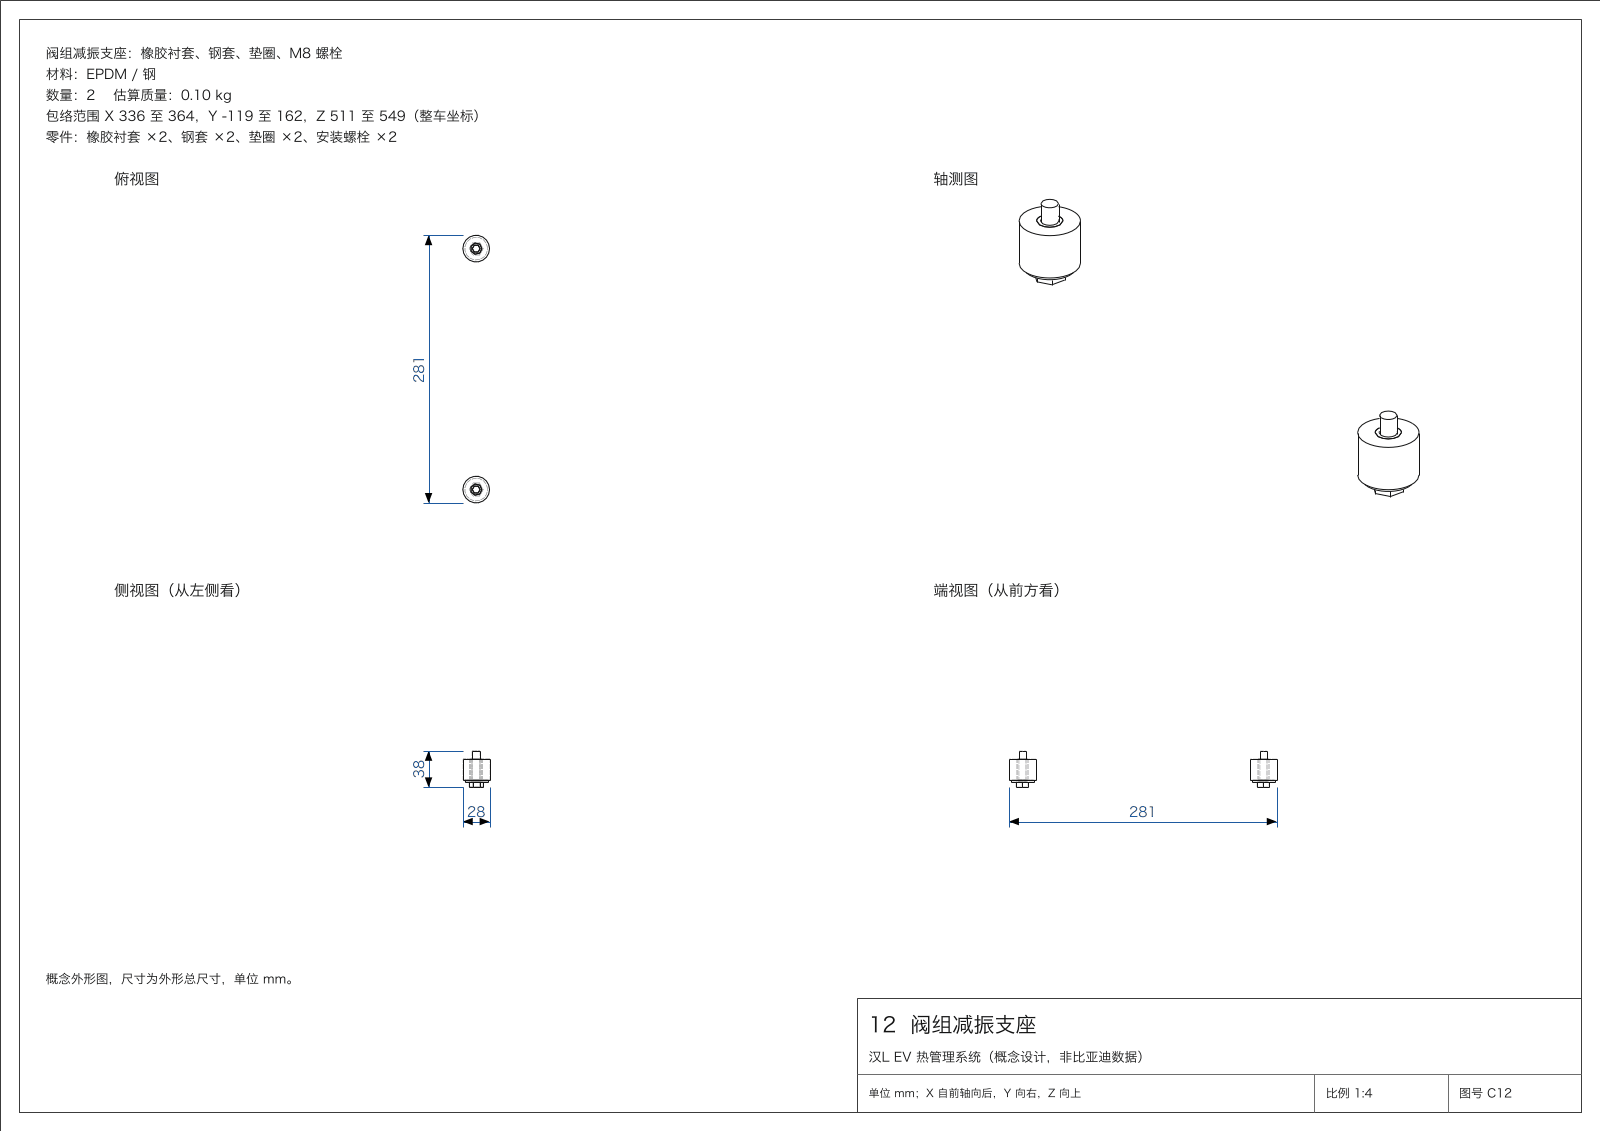 阀组减振支座：橡胶衬套、钢套、垫圈、M8 螺栓
材料：EPDM / 钢
数量：2　估算质量：0.10 kg
包络范围 X 336 至 364，Y -119 至 162，Z 511 至 549（整车坐标）
零件：橡胶衬套 ×2、钢套 ×2、垫圈 ×2、安装螺栓 ×2
俯视图
轴测图
281
侧视图（从左侧看）
端视图（从前方看）
38
28
281
概念外形图，尺寸为外形总尺寸，单位 mm。
12 阀组减振支座
汉L EV 热管理系统（概念设计，非比亚迪数据）
单位 mm；X 自前轴向后，Y 向右，Z 向上
比例 1:4
图号 C12